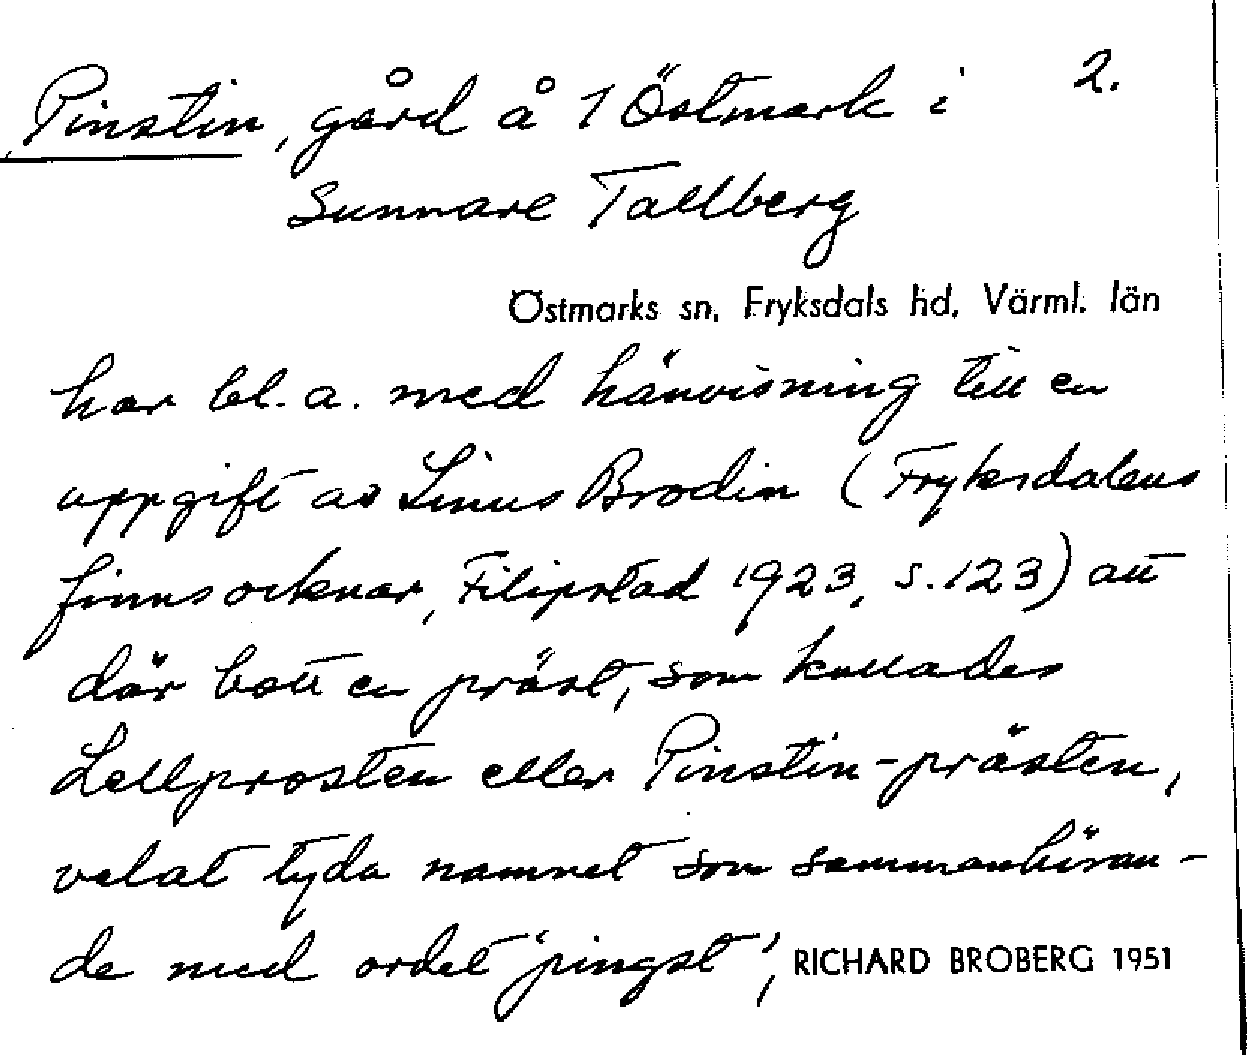 Pinstin, gård å 1 Östmark i 2.
Sunnare Tallberg
Östmarks sn, Fryksdals hd, Värml. län
har bl.a. med hänvisning till en
uppgift av Linus Brodin (Fryksdalens
finnsocknar, Filipstad 1923, s.123) att
där bott en präst, som kallades
Lellprosten eller Pinstin-prästen,
velat tyda namnet som sammanhöran-
de med ordet 'pingst',
RICHARD BROBERG 1951